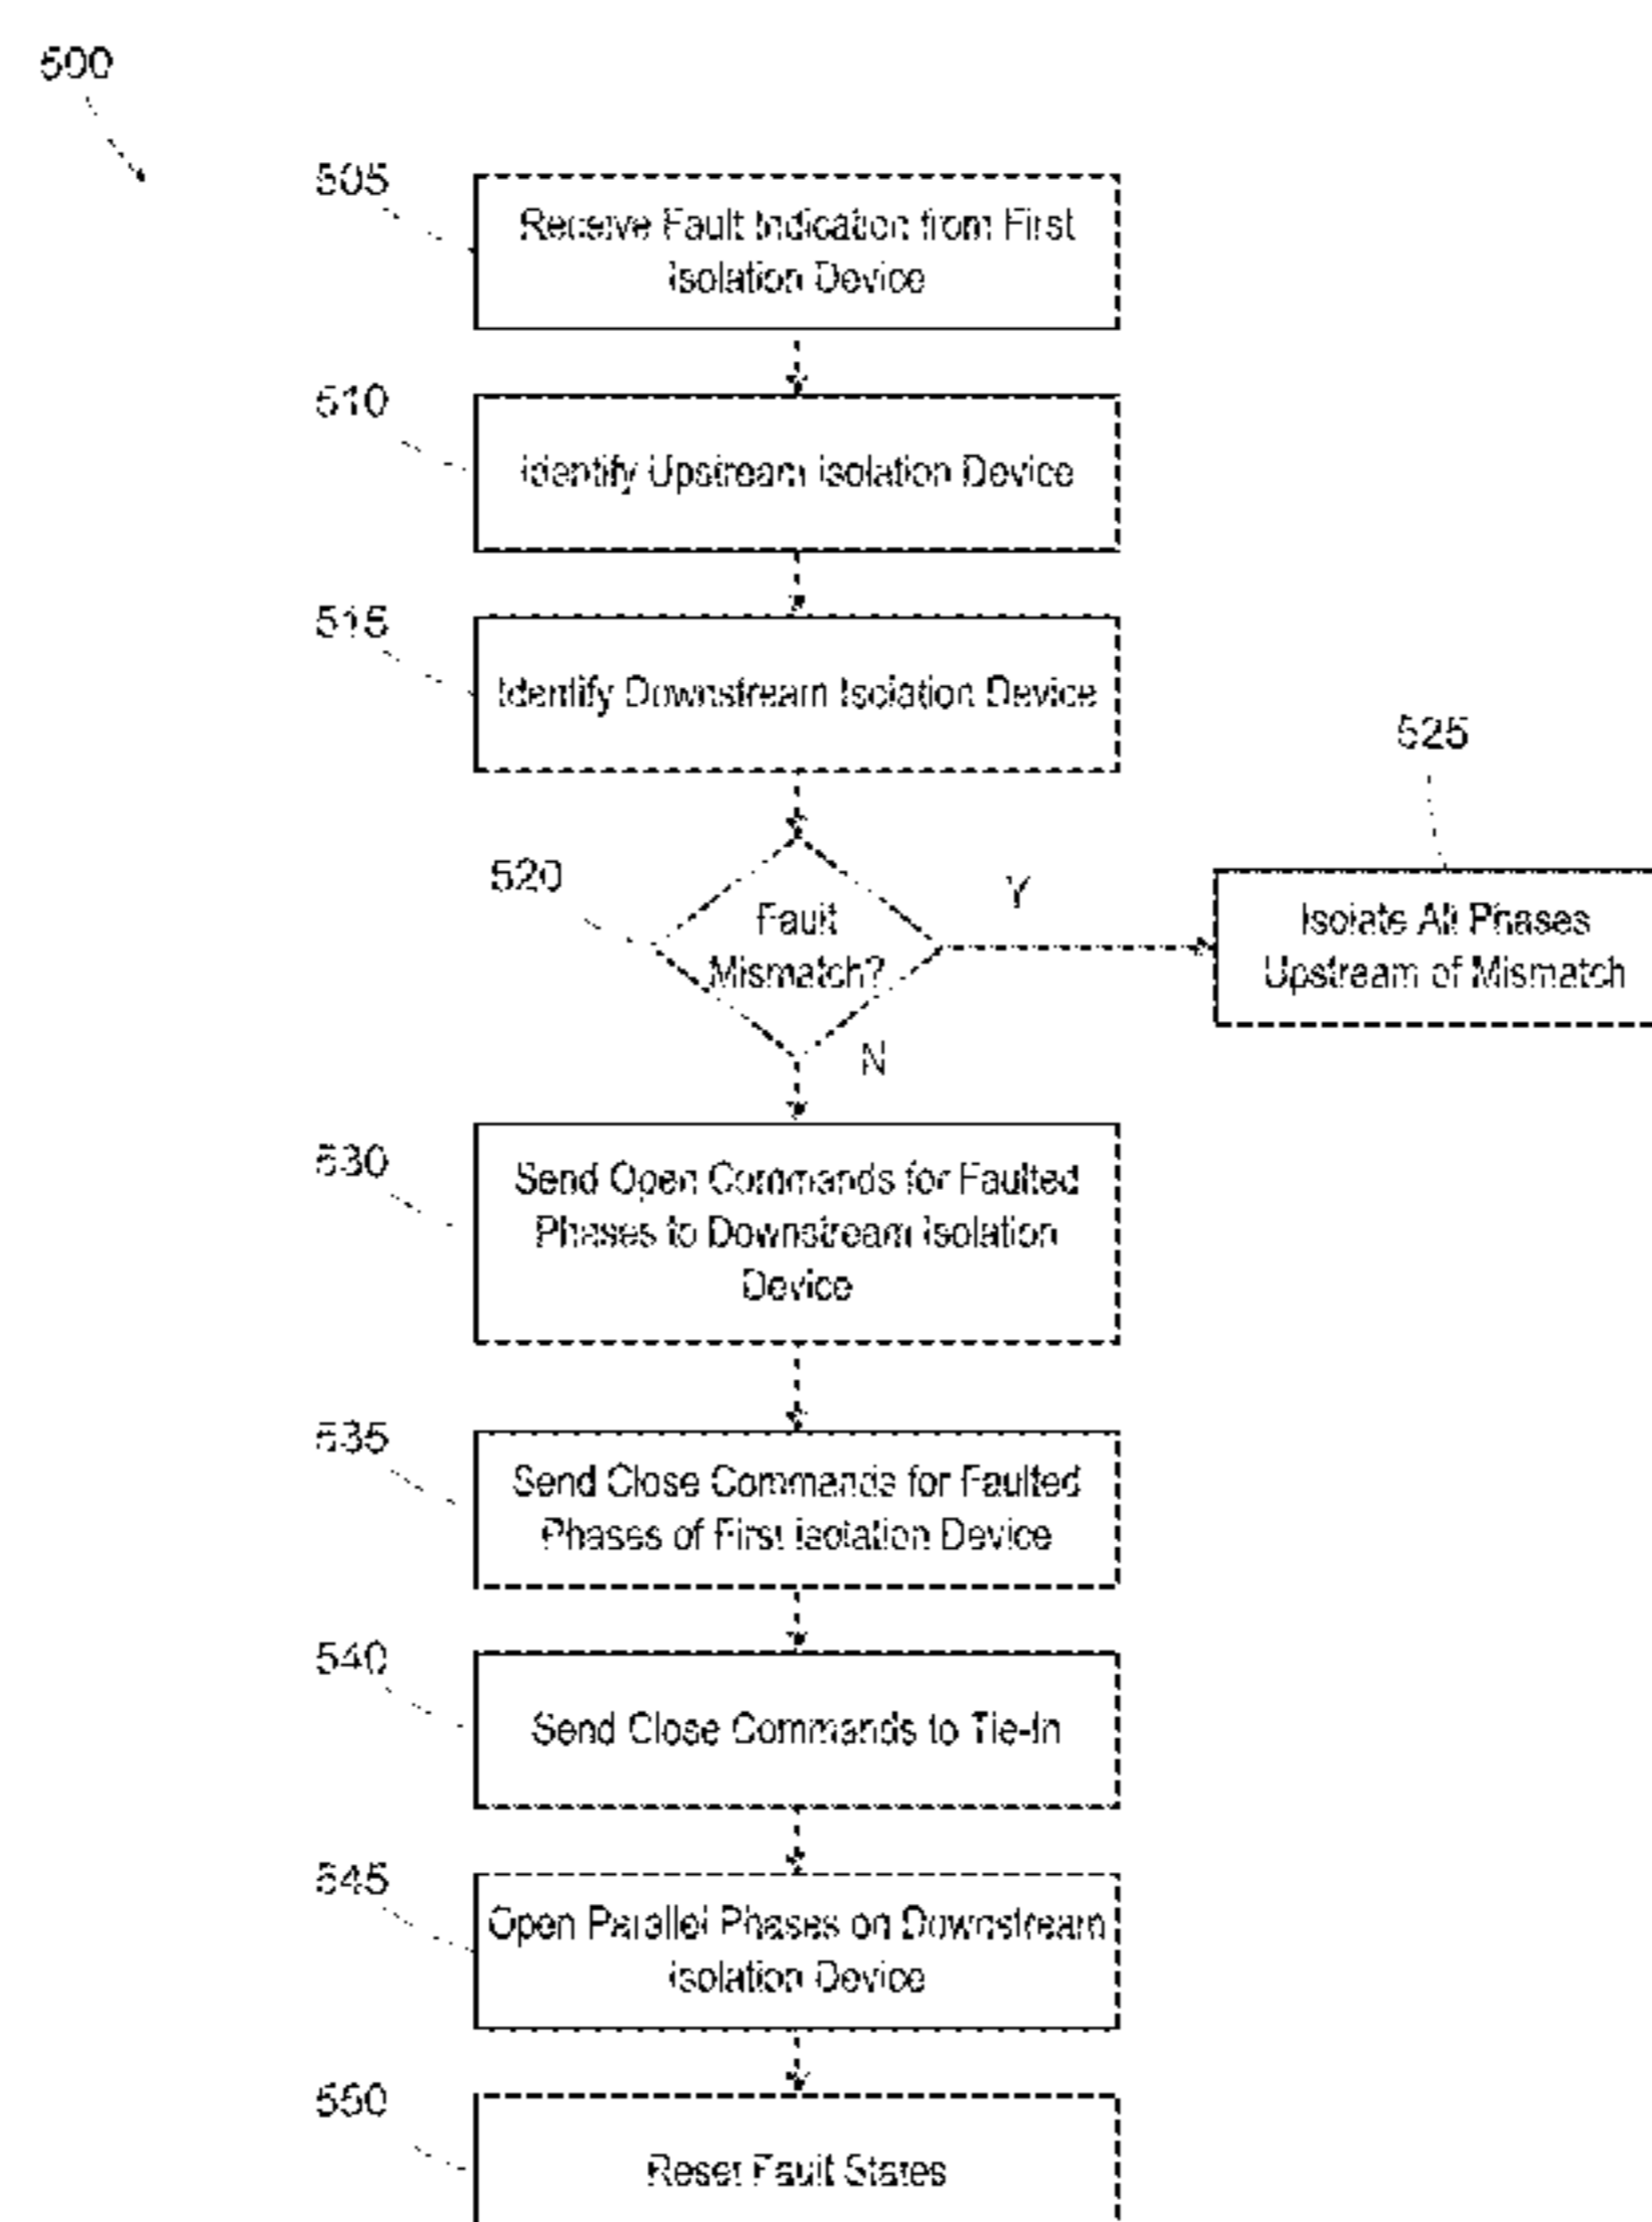 500
505
Receive Fault Indication from First
Isolation Device
510
Identify Upstream Isolation Device
515
Identify Downstream Isolation Device
520
Fault
Mismatch?
Y
N
525
Isolate All Phases
Upstream of Mismatch
530
Send Open Commands for Faulted
Phases to Downstream Isolation
Device
535
Send Close Commands for Faulted
Phases of First Isolation Device
540
Send Close Commands to Tie-In
545
Open Parallel Phases on Downstream
Isolation Device
550
Reset Fault States